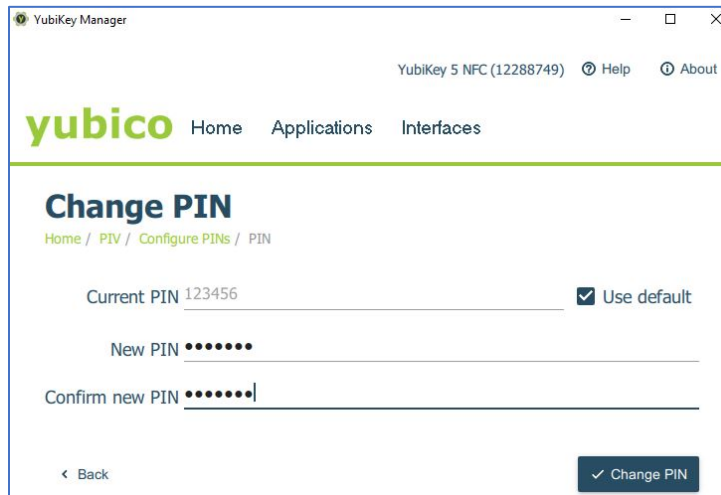 YubiKey Manager
YubiKey 5 NFC (12288749) Help About
yubico Home Applications Interfaces
Change PIN
Home / PIV / Configure PINs / PIN
Current PIN 123456 Use default
New PIN •••••••
Confirm new PIN •••••••
Back Change PIN